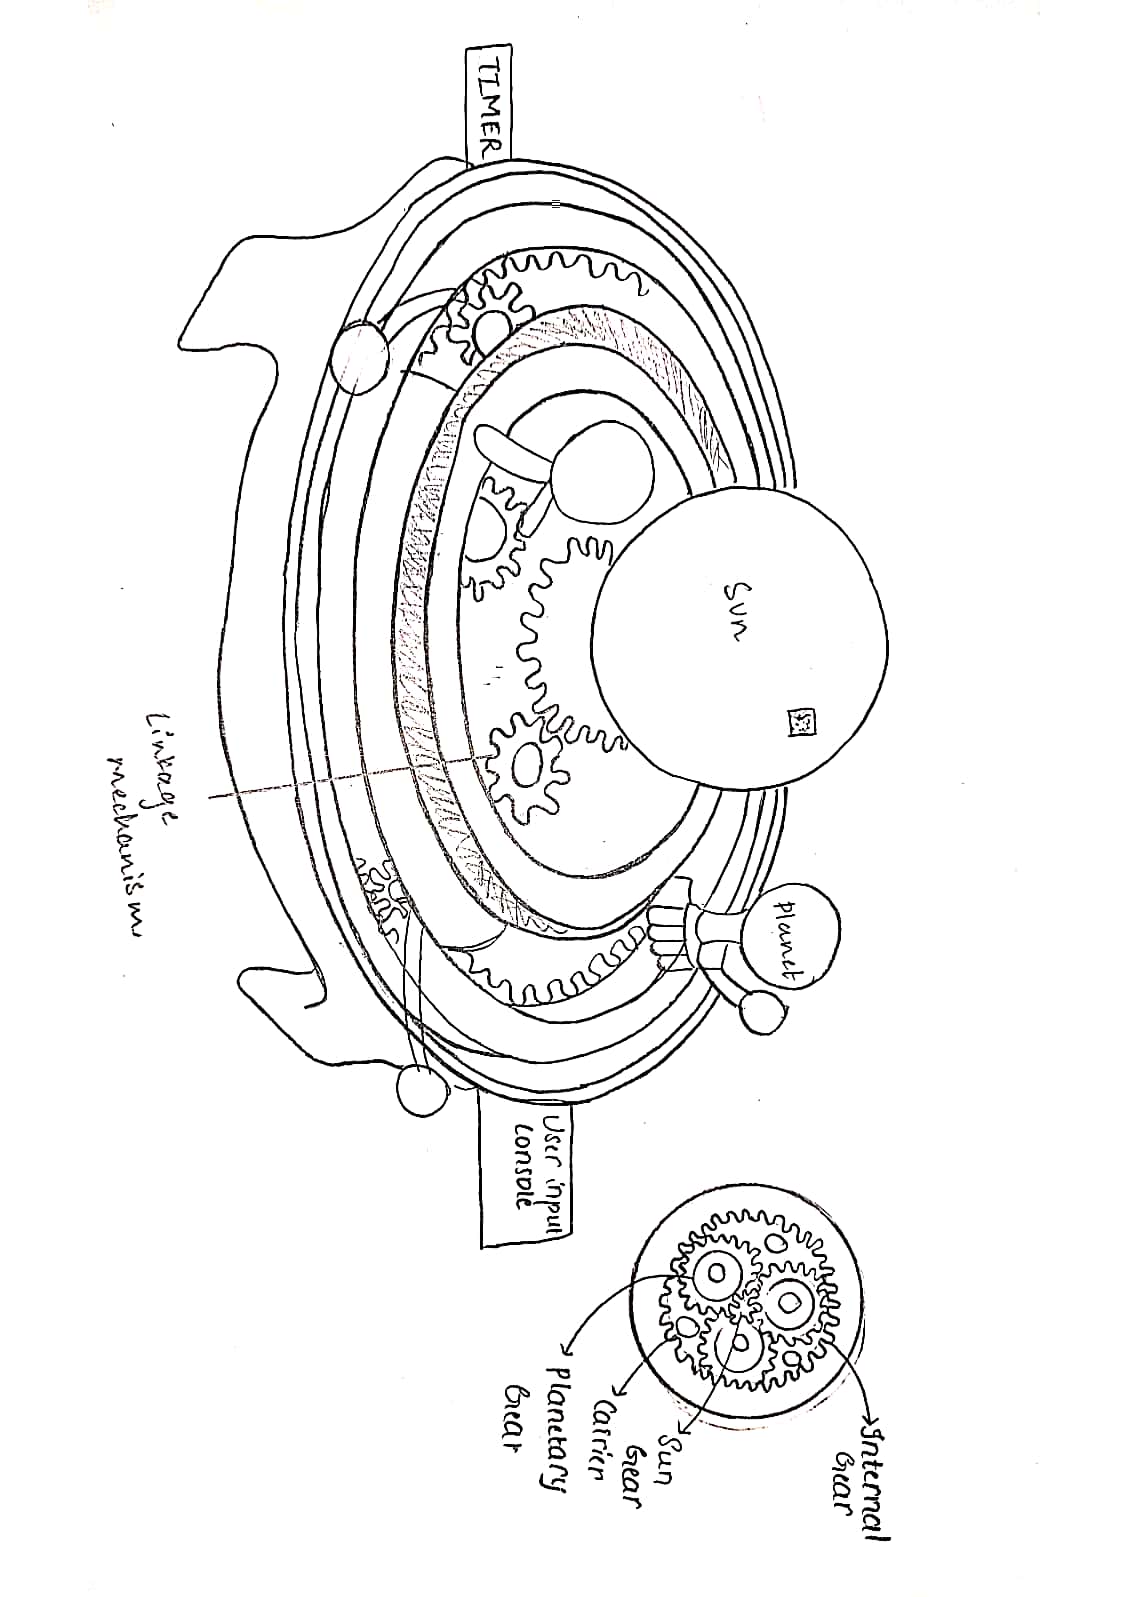 TIMER
Sun
Planet
Linkage
mechanism
User input
console
Internal
Gear
Sun
Gear
Carrier
Planetary
Gear